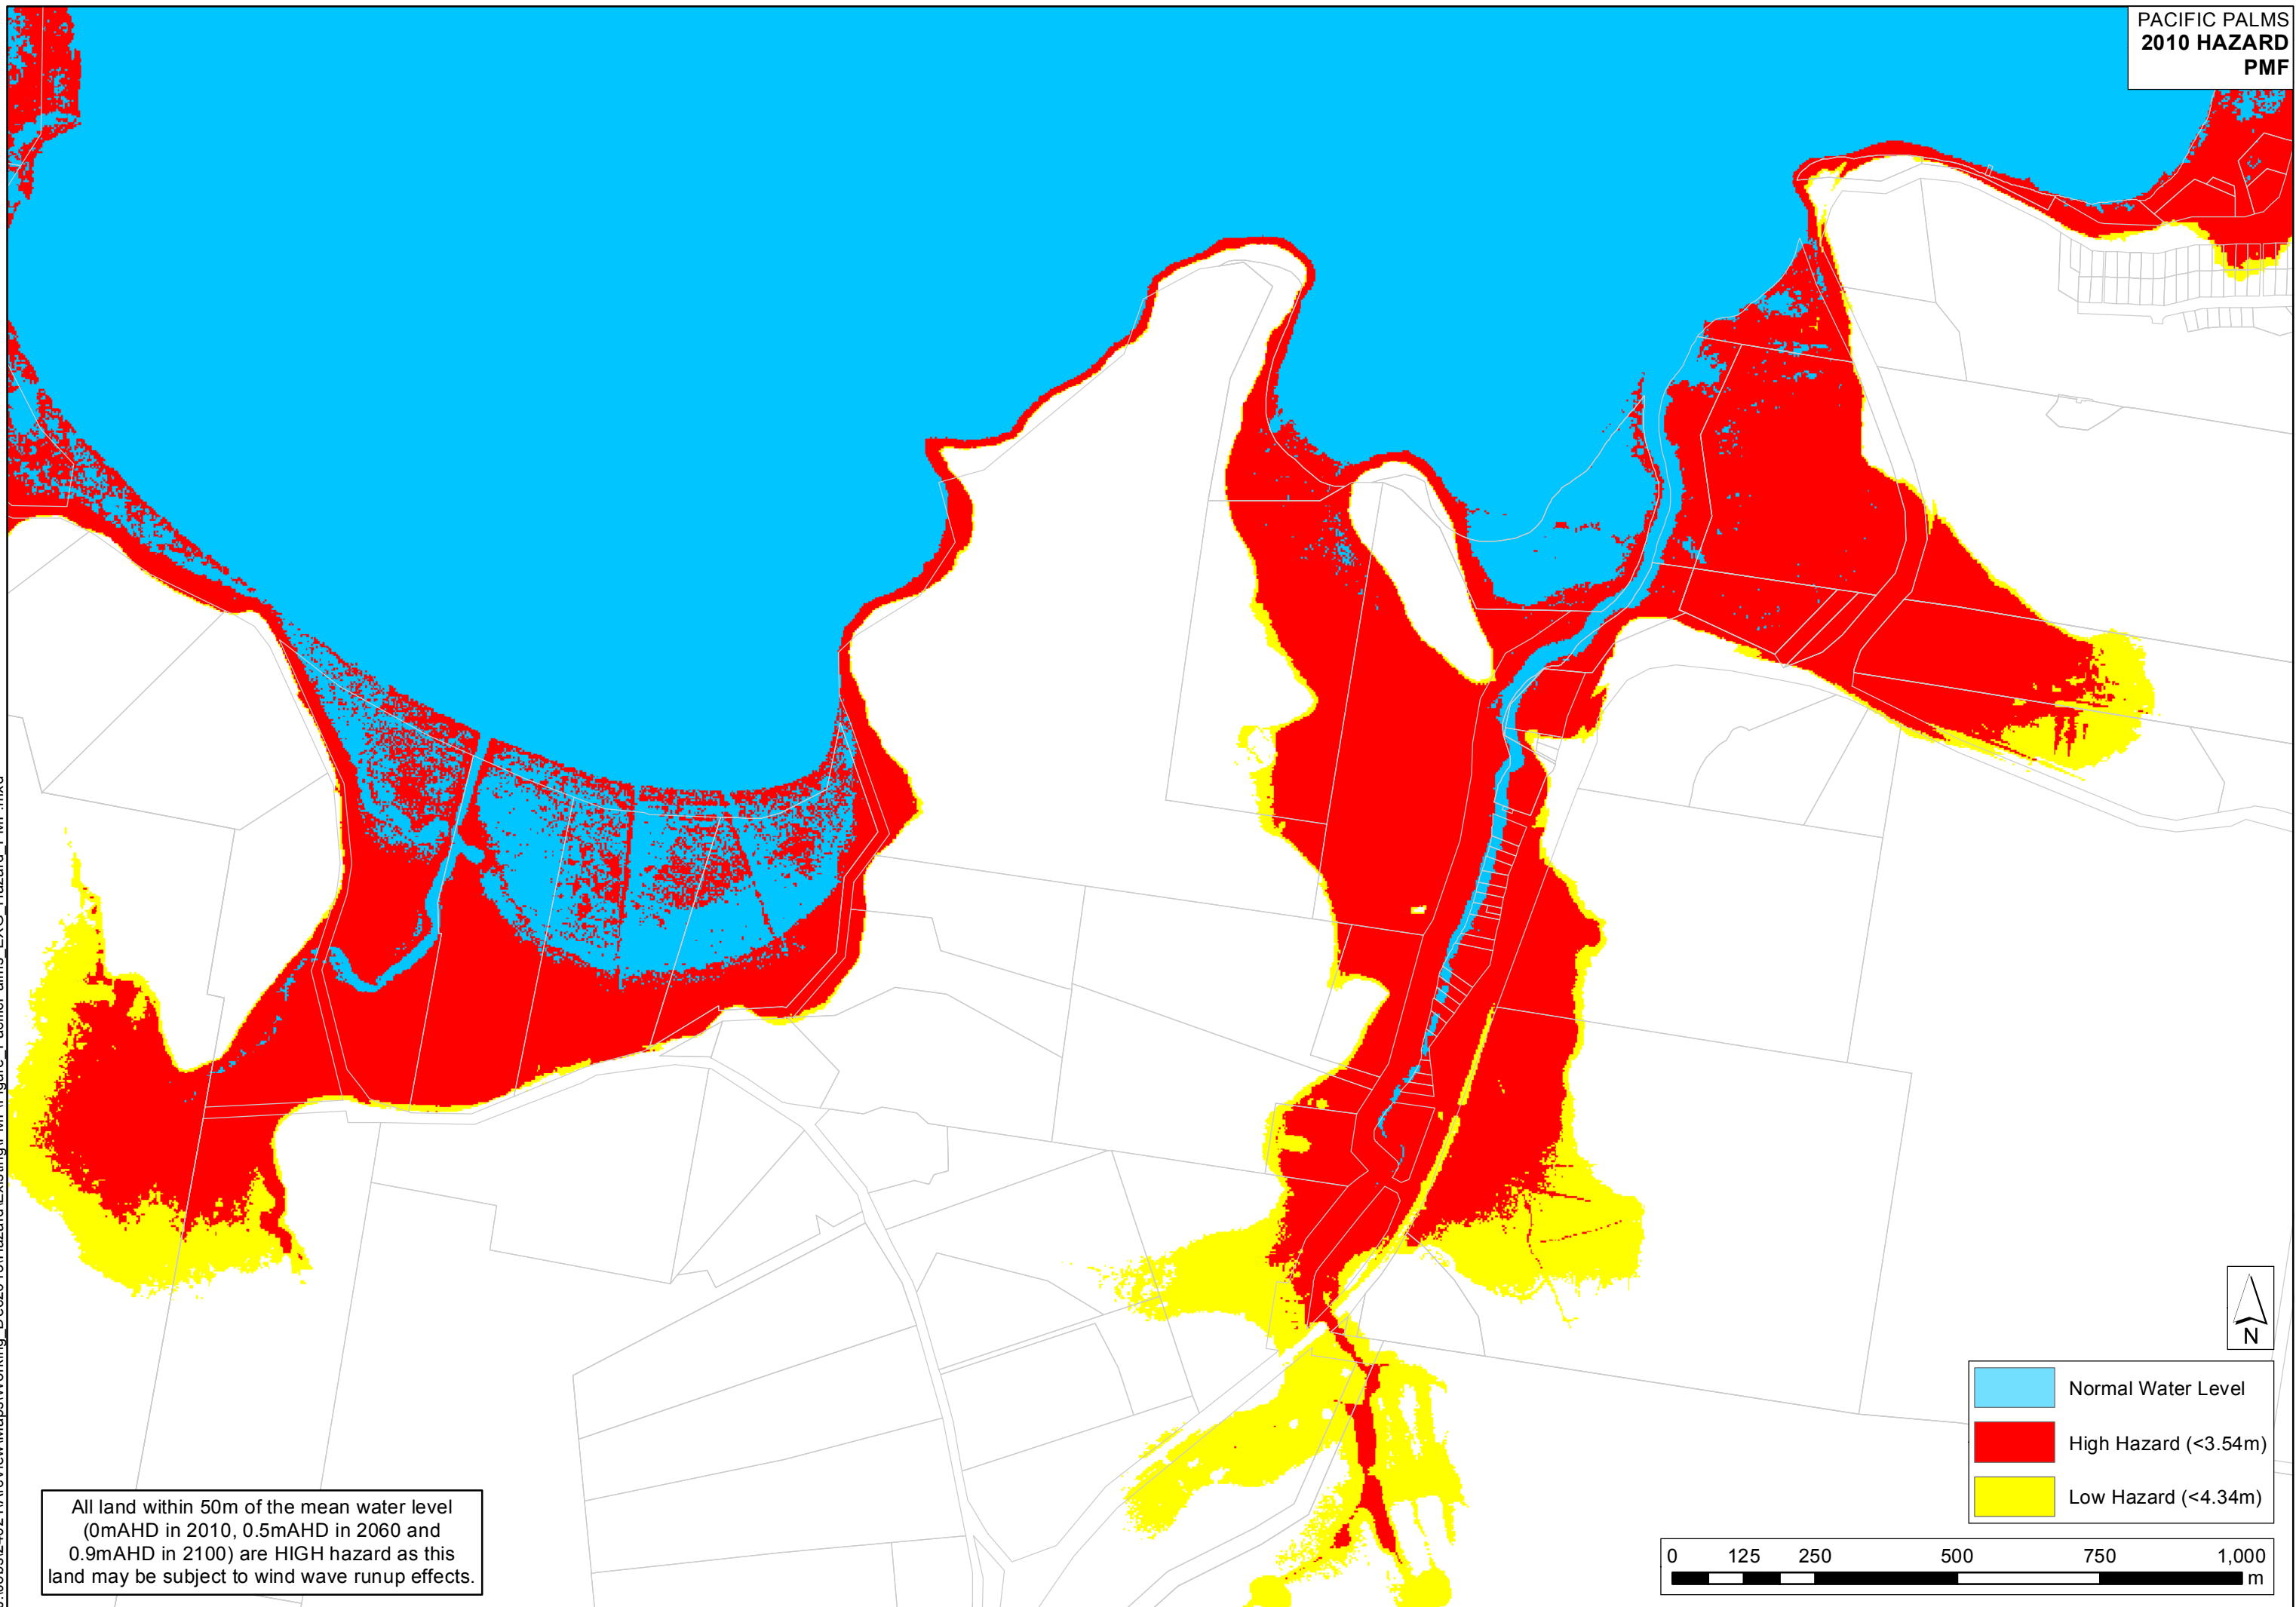 PACIFIC PALMS
2010 HAZARD
PMF
N
Normal Water Level
High Hazard (<3.54m)
Low Hazard (<4.34m)
All land within 50m of the mean water level
(0mAHD in 2010, 0.5mAHD in 2060 and
0.9mAHD in 2100) are HIGH hazard as this
land may be subject to wind wave runup effects.
0 125 250 500 750 1,000
m